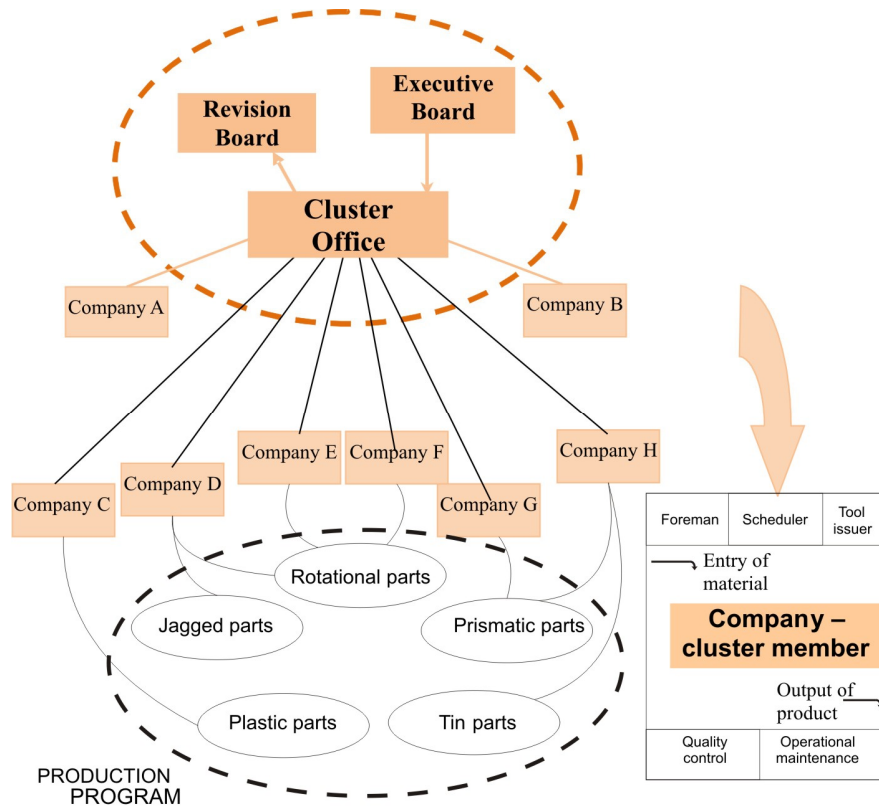 Executive
Board
Revision
Board
Cluster
Office
Company A
Company B
Company E
Company F
Company H
Company D
Company C
Company G
Rotational parts
Jagged parts
Prismatic parts
Plastic parts
Tin parts
PRODUCTION
PROGRAM
Foreman
Scheduler
Tool
issuer
Entry of
material
Company –
cluster member
Output of
product
Quality
control
Operational
maintenance